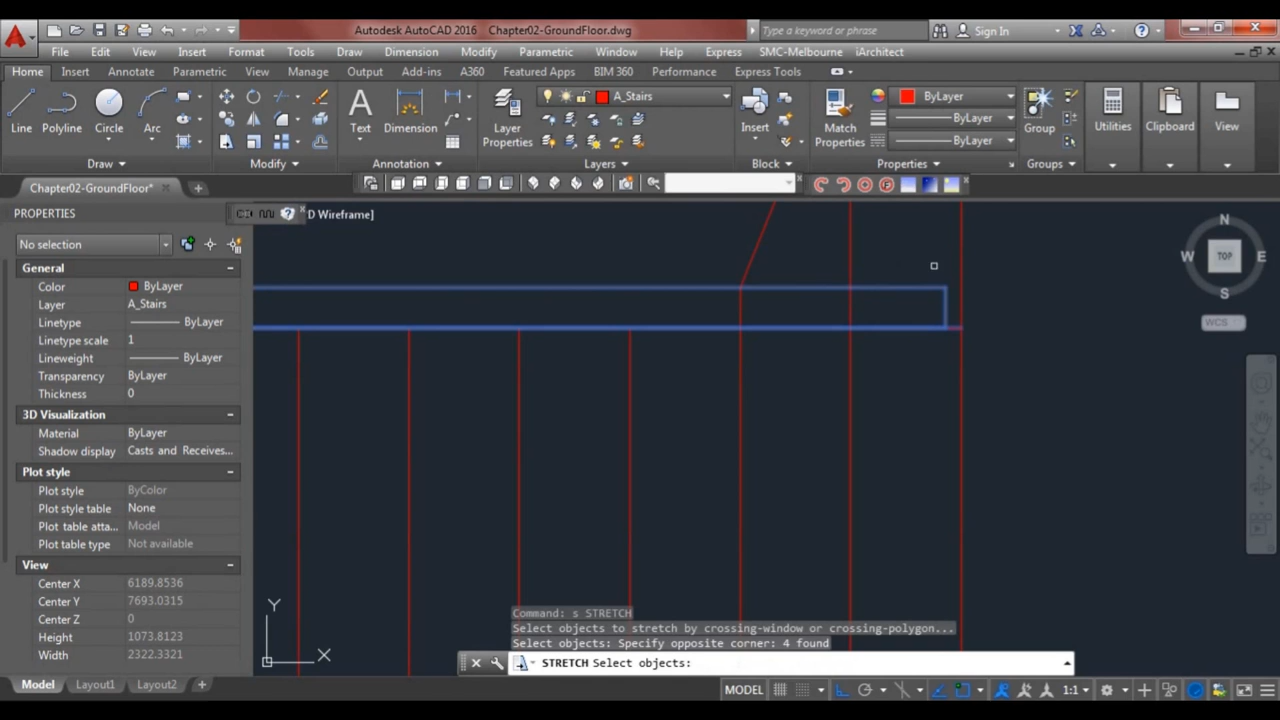 Autodesk AutoCAD 2016 Chapter02-GroundFloor.dwg Type a keyword or phrase Sign In
File Edit View Insert Format Tools Draw Dimension Modify Parametric Window Help Express SMC-Melbourne iArchitect
Home Insert Annotate Parametric View Manage Output Add-ins A360 Featured Apps BIM 360 Performance Express Tools
A_Stairs ByLayer
Line Polyline Circle Arc Text Dimension Layer Properties Insert Match Properties ByLayer ByLayer Group Utilities Clipboard View
Draw Modify Annotation Layers Block Properties Groups
Chapter02-GroundFloor*
PROPERTIES
D Wireframe]
No selection
General
Color ByLayer
Layer A_Stairs
Linetype ByLayer
Linetype scale 1
Lineweight ByLayer
Transparency ByLayer
Thickness 0
3D Visualization
Material ByLayer
Shadow display Casts and Receives...
Plot style
Plot style ByColor
Plot style table None
Plot table atta... Model
Plot table type Not available
View
Center X 6189.8536
Center Y 7693.0315
Center Z 0
Height 1073.8123
Width 2322.3321
N
W TOP E
S
WCS
Y
X
Command: s STRETCH
Select objects to stretch by crossing-window or crossing-polygon...
Select objects: Specify opposite corner: 4 found
STRETCH Select objects:
Model Layout1 Layout2 + MODEL 1:1